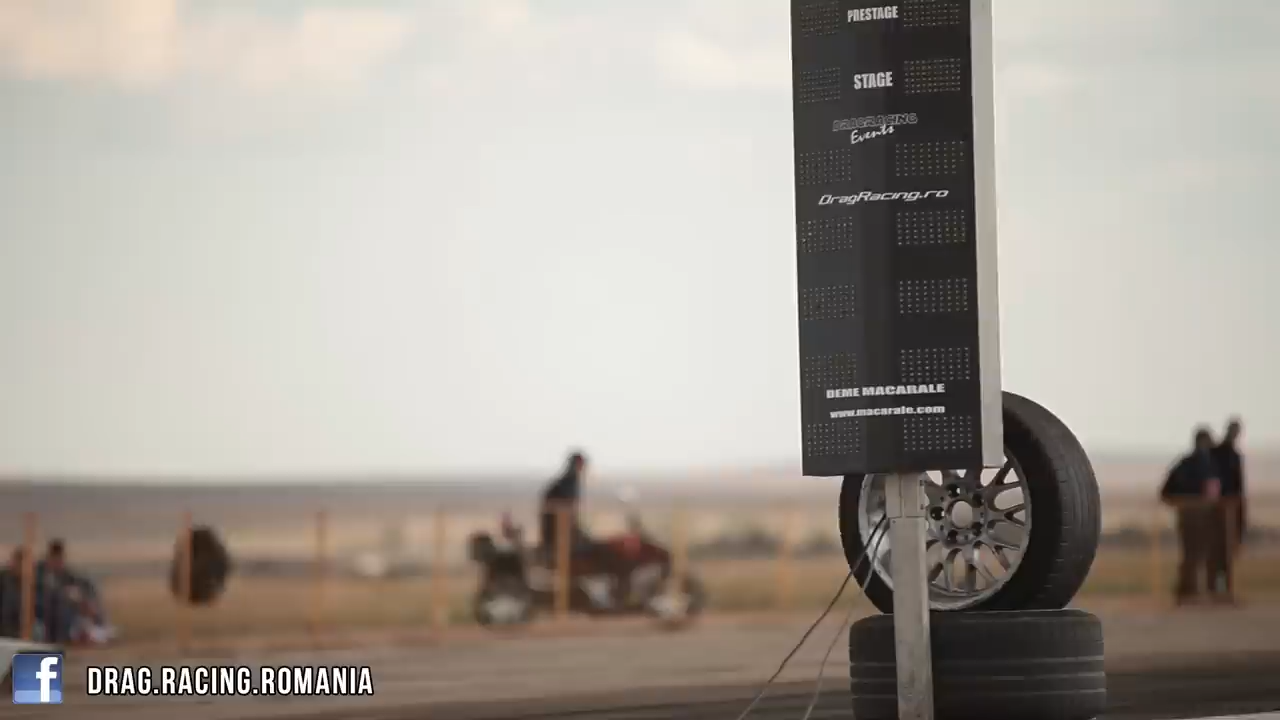 PRESTAGE
STAGE
DRAGRACING
Events
DragRacing.ro
DEME MACARALE
www.macarale.com
f DRAG.RACING.ROMANIA